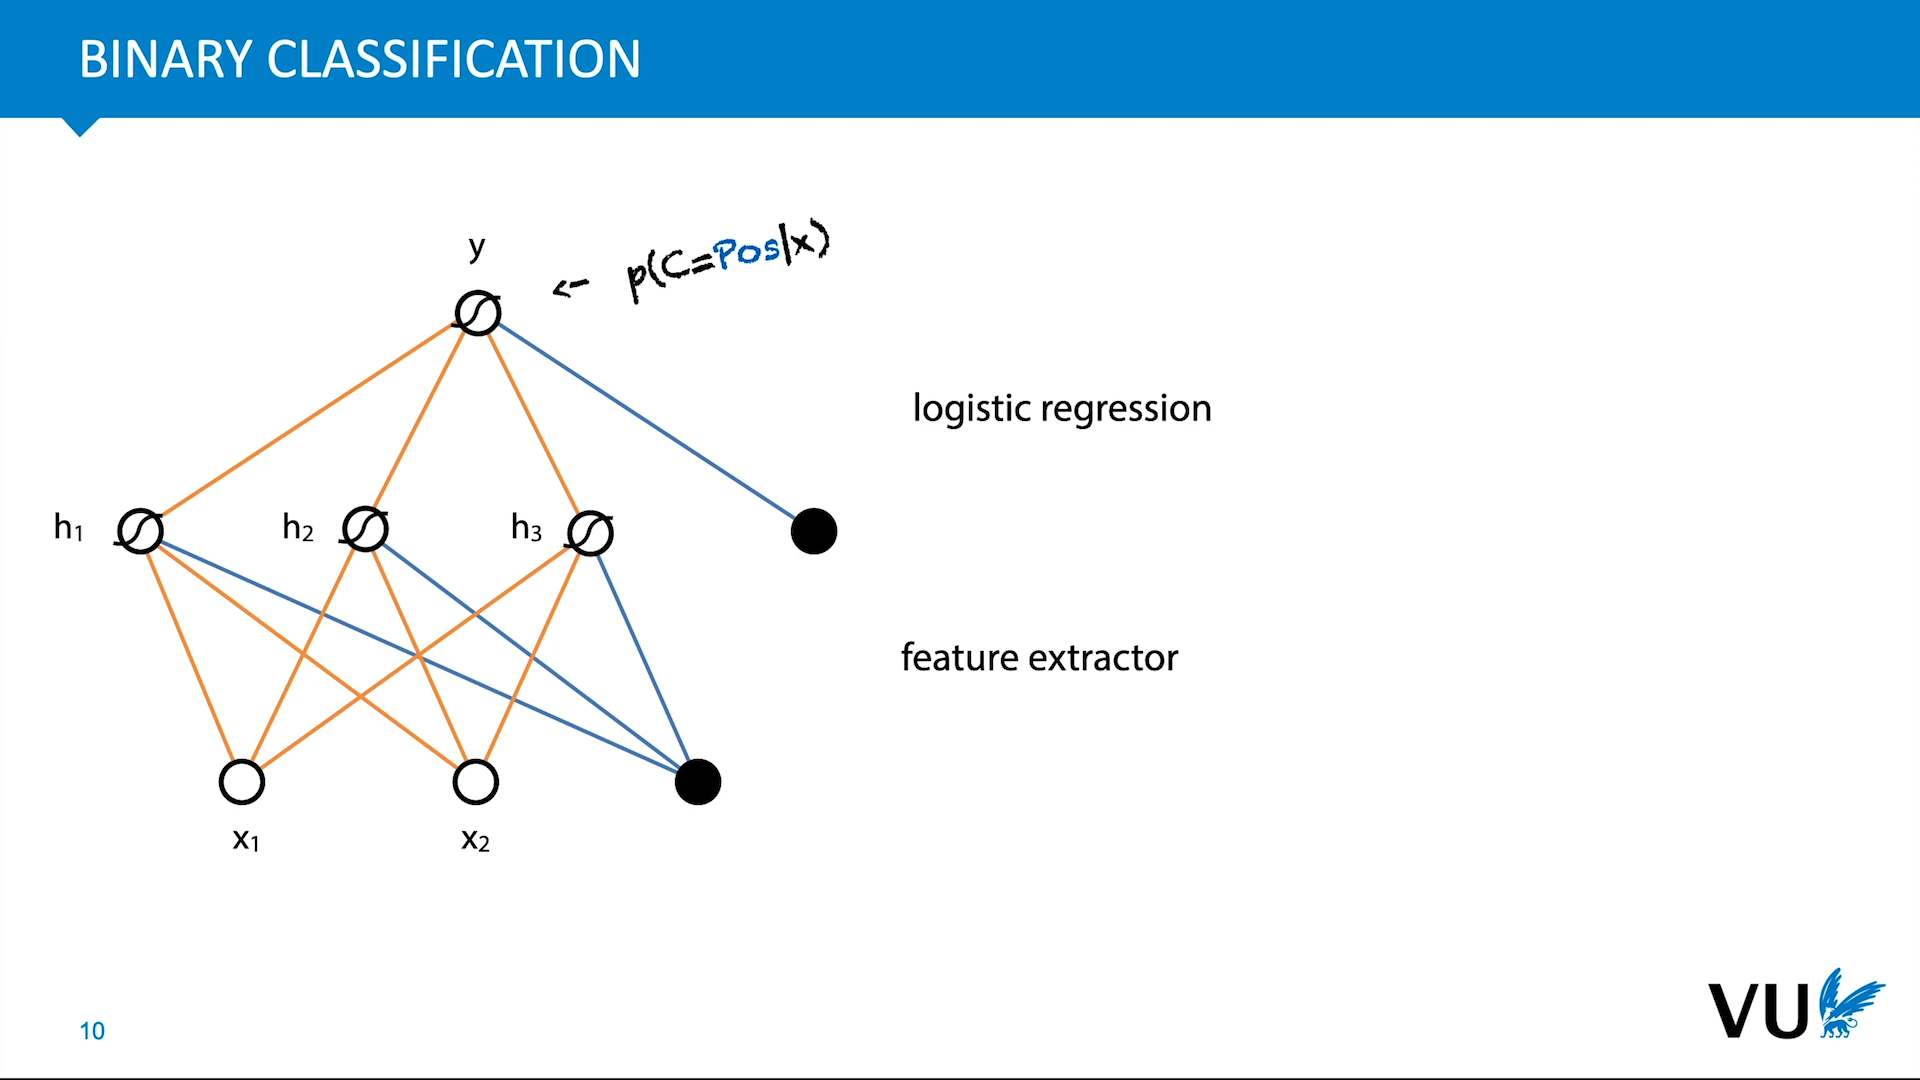 BINARY CLASSIFICATION
y
← p(C=Pos|x)
logistic regression
h₁
h₂
h₃
feature extractor
x₁
x₂
10
VU